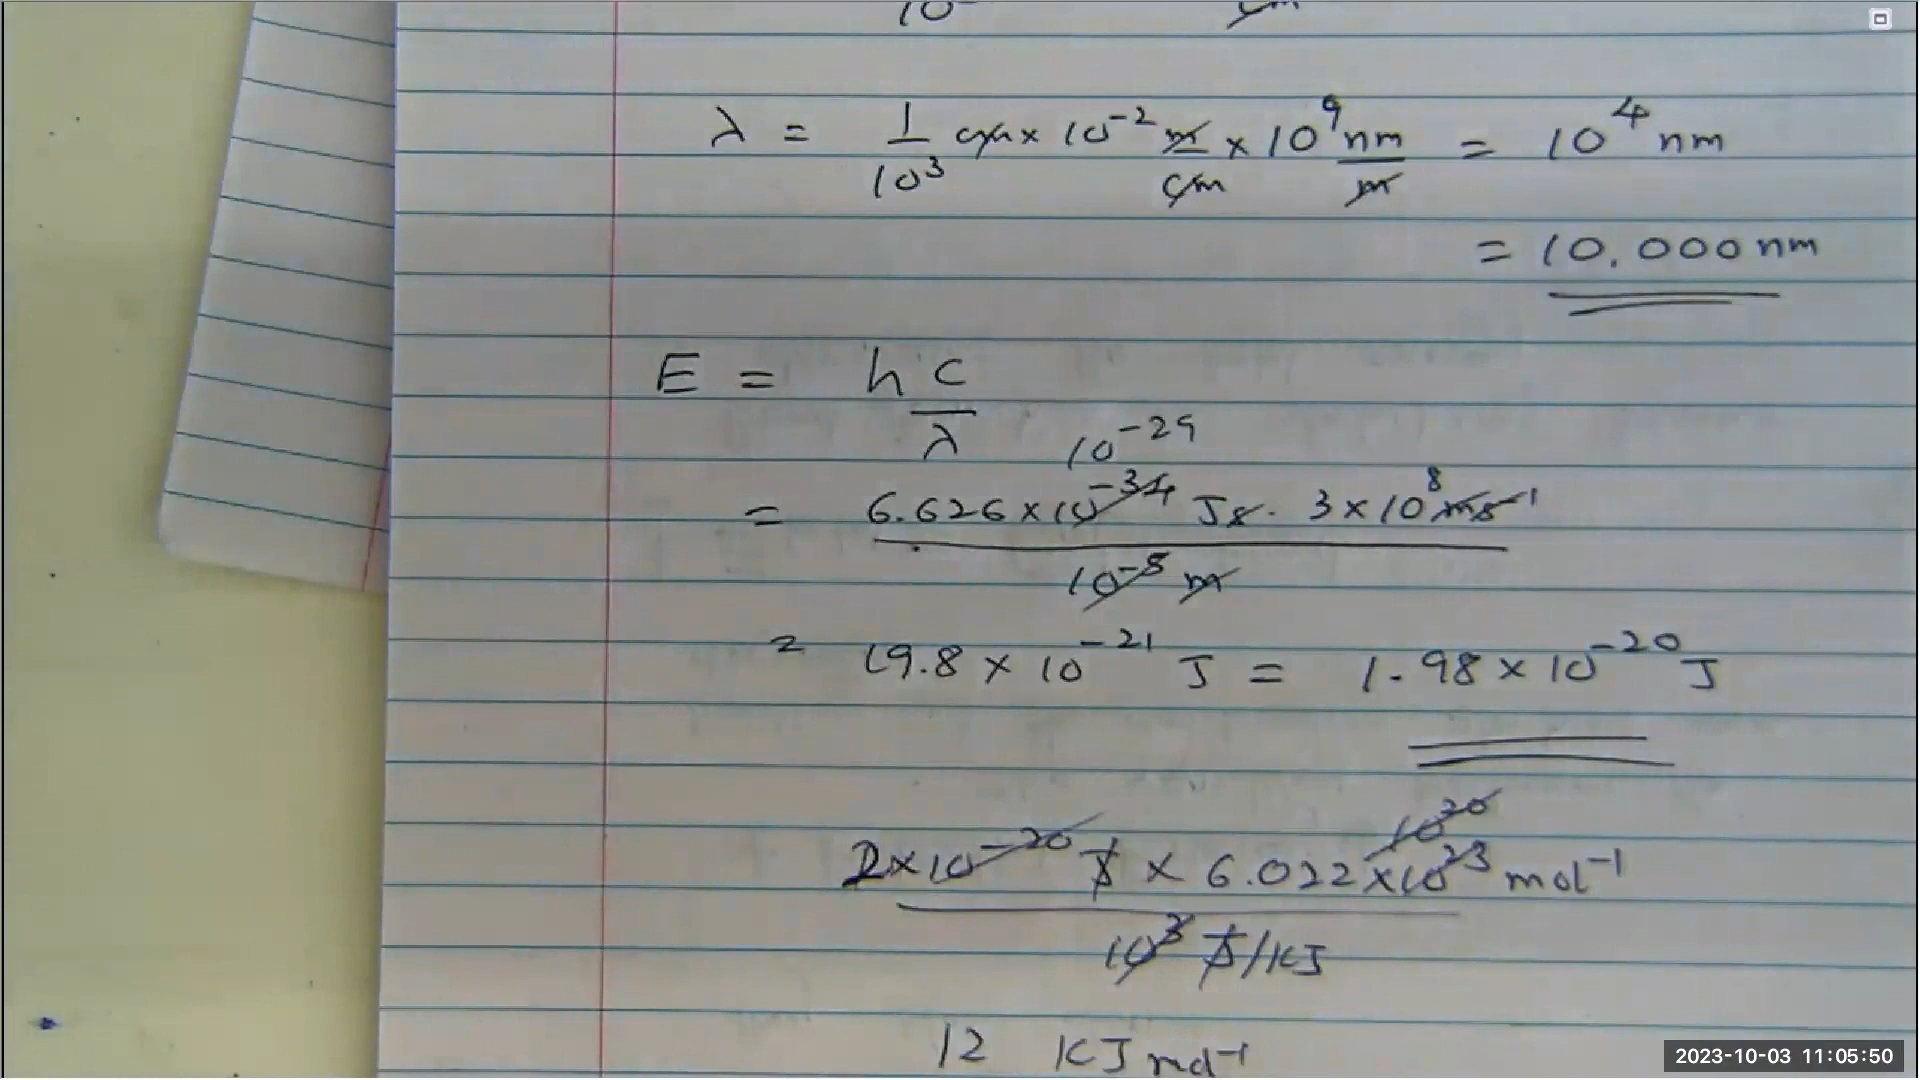 10 cm
λ = 1/10³ cm × 10⁻² m/cm × 10⁹ nm/m = 10⁴ nm
= 10,000 nm
E = h c/λ
10⁻²⁹
= 6.626 × 10⁻³⁴ Js · 3 × 10⁸ ms⁻¹
10⁻⁵ m
= 19.8 × 10⁻²¹ J = 1.98 × 10⁻²⁰ J
10²⁰
2 × 10⁻²⁰ J × 6.022 × 10²³ mol⁻¹
10³ J/KJ
12 KJ mol⁻¹
2023-10-03 11:05:50